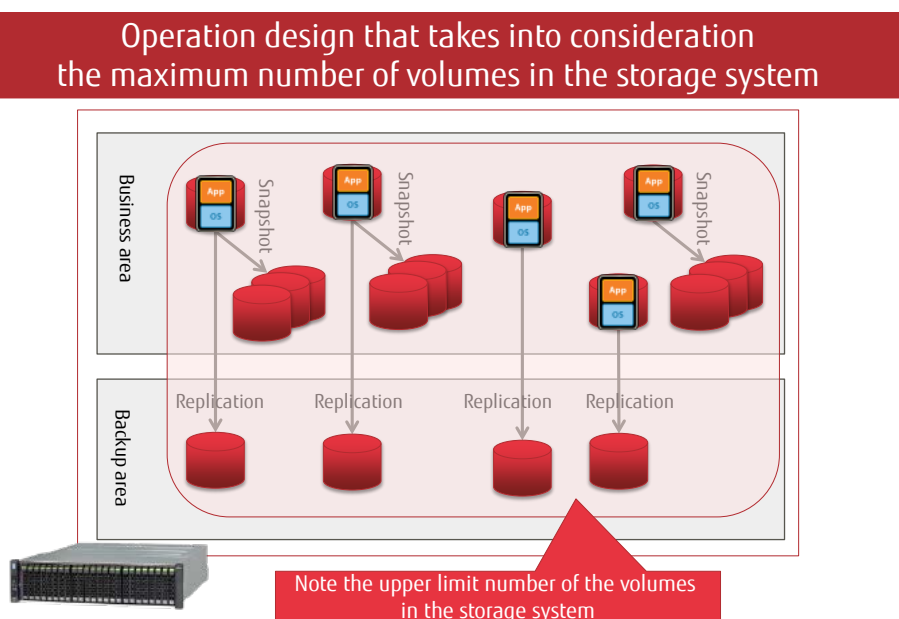 Operation design that takes into consideration
the maximum number of volumes in the storage system
Business area
App
OS
Snapshot
App
OS
Snapshot
App
OS
App
OS
Snapshot
App
OS
Backup area
Replication
Replication
Replication
Replication
Note the upper limit number of the volumes
in the storage system